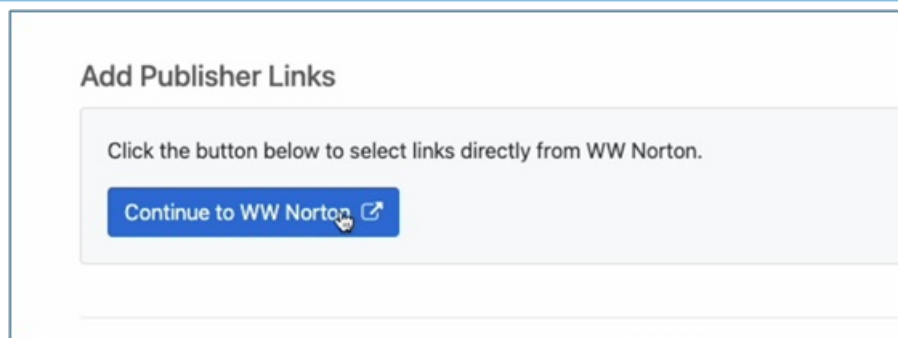 Add Publisher Links
Click the button below to select links directly from WW Norton.
Continue to WW Norton